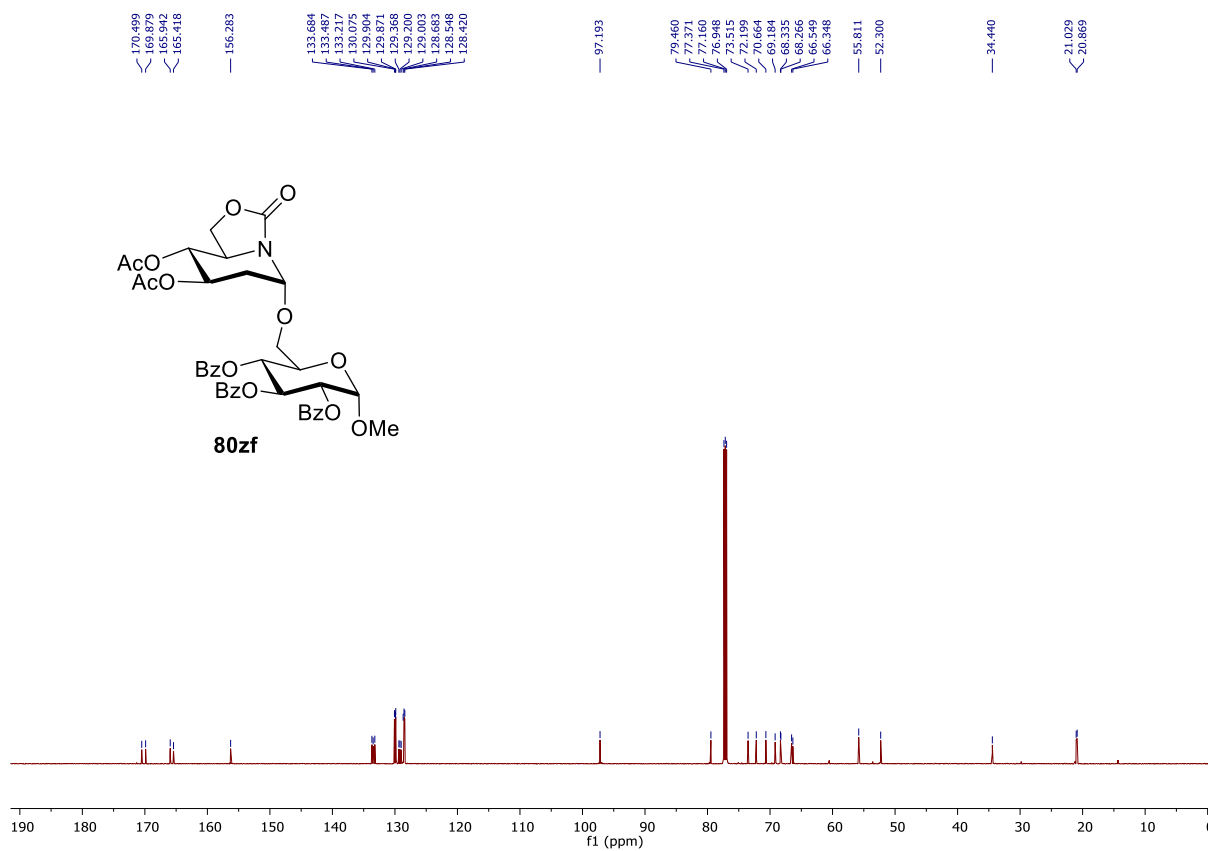 170.499
169.879
165.942
165.418
156.283
133.684
133.487
133.217
130.075
129.904
129.871
129.368
129.200
129.003
128.683
128.548
128.420
97.193
79.460
77.371
77.160
76.948
73.515
72.199
70.664
69.184
68.335
68.266
66.549
66.348
55.811
52.300
34.440
21.029
20.869
O
O
N
AcO
AcO
O
O
BzO
BzO
BzO
OMe
80zf
190 180 170 160 150 140 130 120 110 100 90 80 70 60 50 40 30 20 10 0
f1 (ppm)